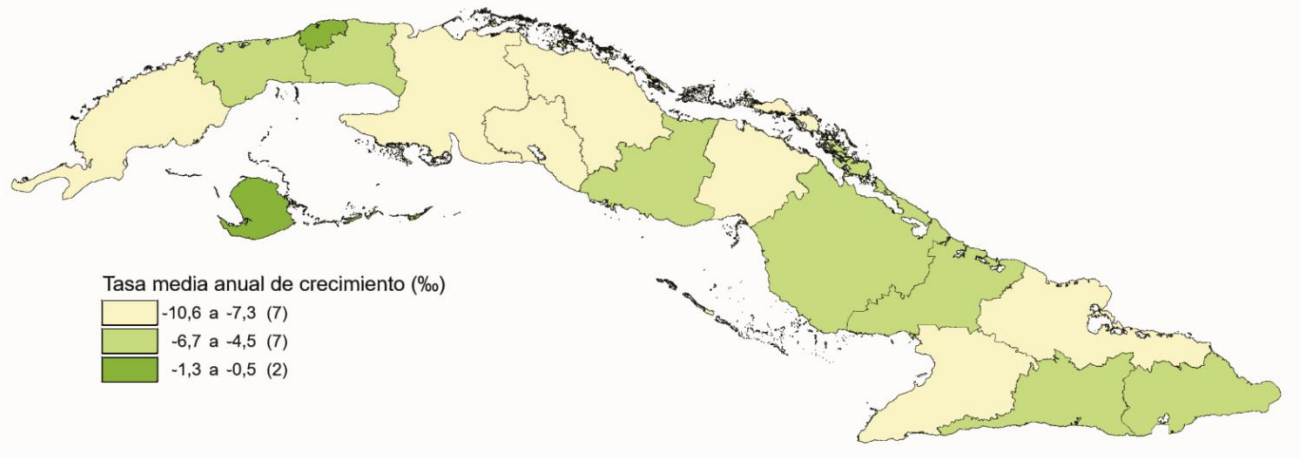 Tasa media anual de crecimiento (‰)
-10,6 a -7,3 (7)
-6,7 a -4,5 (7)
-1,3 a -0,5 (2)